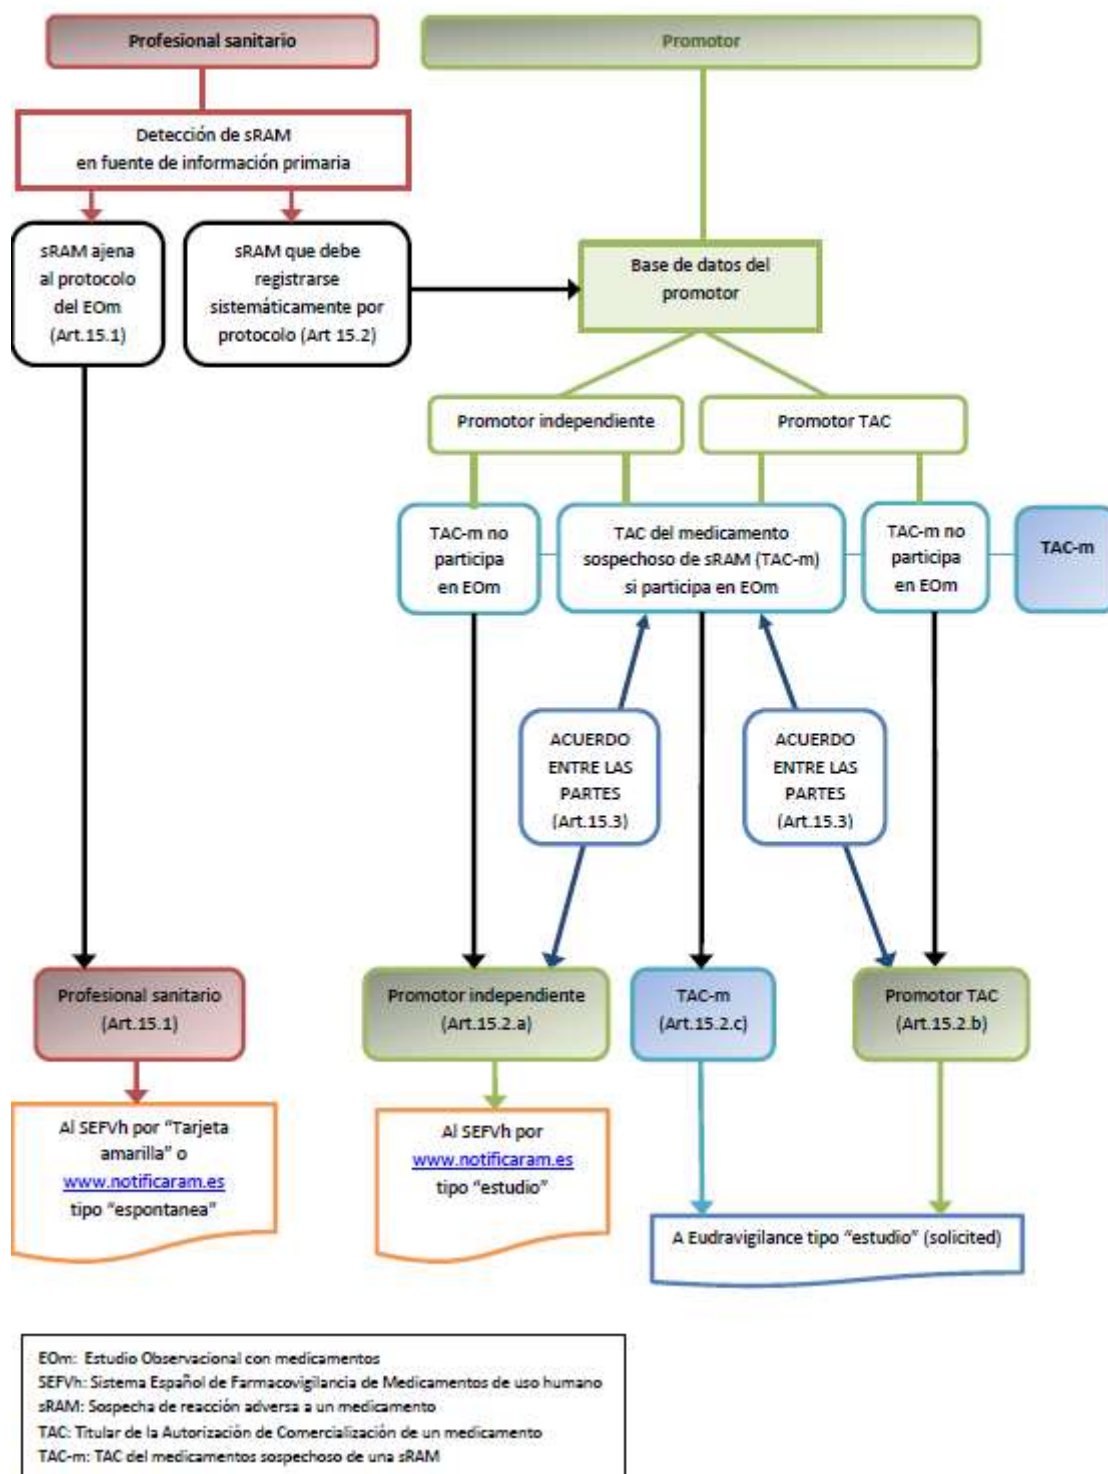 Profesional sanitario
Promotor
Detección de sRAM
en fuente de información primaria
sRAM ajena
al protocolo
del EOm
(Art.15.1)
sRAM que debe
registrarse
sistemáticamente por
protocolo (Art 15.2)
Base de datos del
promotor
Promotor independiente
Promotor TAC
TAC-m no
participa
en EOm
TAC del medicamento
sospechoso de sRAM (TAC-m)
si participa en EOm
TAC-m no
participa
en EOm
TAC-m
ACUERDO
ENTRE LAS
PARTES
(Art.15.3)
ACUERDO
ENTRE LAS
PARTES
(Art.15.3)
Profesional sanitario
(Art.15.1)
Promotor independiente
(Art.15.2.a)
TAC-m
(Art.15.2.c)
Promotor TAC
(Art.15.2.b)
Al SEFVh por “Tarjeta
amarilla” o
www.notificaram.es
tipo “espontanea”
Al SEFVh por
www.notificaram.es
tipo “estudio”
A Eudravigilance tipo “estudio” (solicited)
EOm: Estudio Observacional con medicamentos
SEFVh: Sistema Español de Farmacovigilancia de Medicamentos de uso humano
sRAM: Sospecha de reacción adversa a un medicamento
TAC: Titular de la Autorización de Comercialización de un medicamento
TAC-m: TAC del medicamentos sospechoso de una sRAM